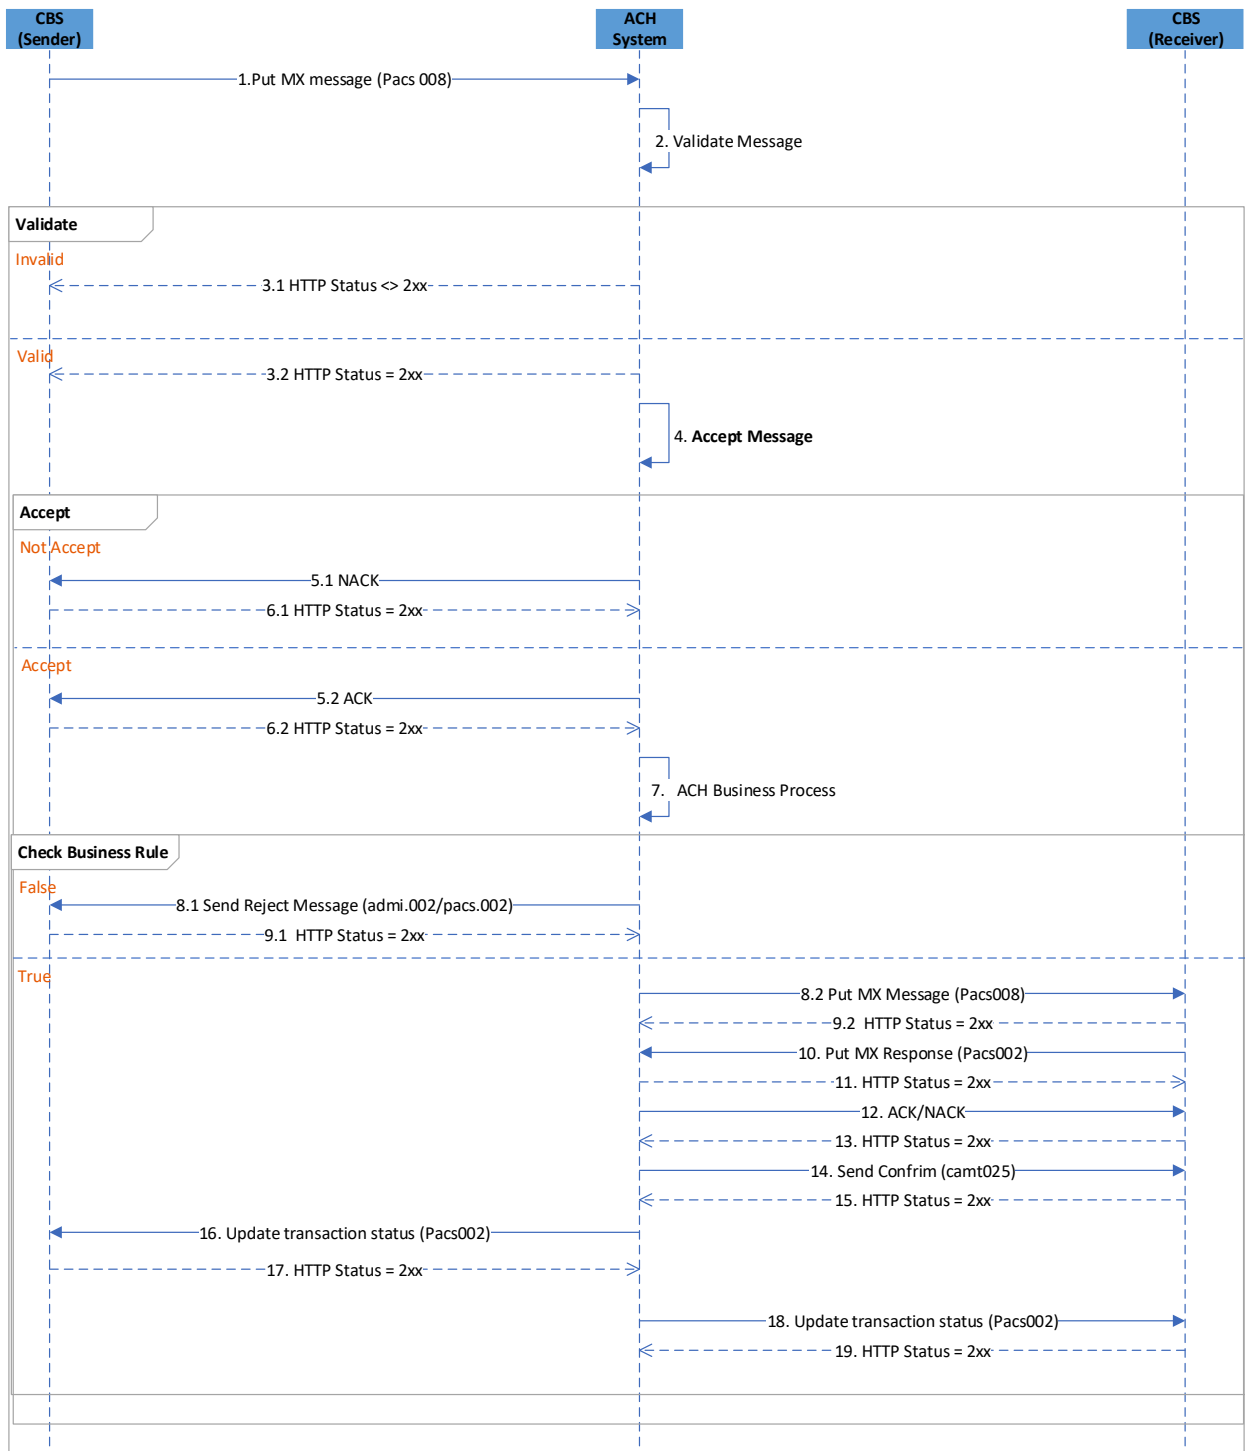 CBS
(Sender)
ACH
System
CBS
(Receiver)
1.Put MX message (Pacs 008)
2. Validate Message
Validate
Invalid
3.1 HTTP Status <> 2xx
Valid
3.2 HTTP Status = 2xx
4. Accept Message
Accept
Not Accept
5.1 NACK
6.1 HTTP Status = 2xx
Accept
5.2 ACK
6.2 HTTP Status = 2xx
7. ACH Business Process
Check Business Rule
False
8.1 Send Reject Message (admi.002/pacs.002)
9.1 HTTP Status = 2xx
True
8.2 Put MX Message (Pacs008)
9.2 HTTP Status = 2xx
10. Put MX Response (Pacs002)
11. HTTP Status = 2xx
12. ACK/NACK
13. HTTP Status = 2xx
14. Send Confrim (camt025)
15. HTTP Status = 2xx
16. Update transaction status (Pacs002)
17. HTTP Status = 2xx
18. Update transaction status (Pacs002)
19. HTTP Status = 2xx